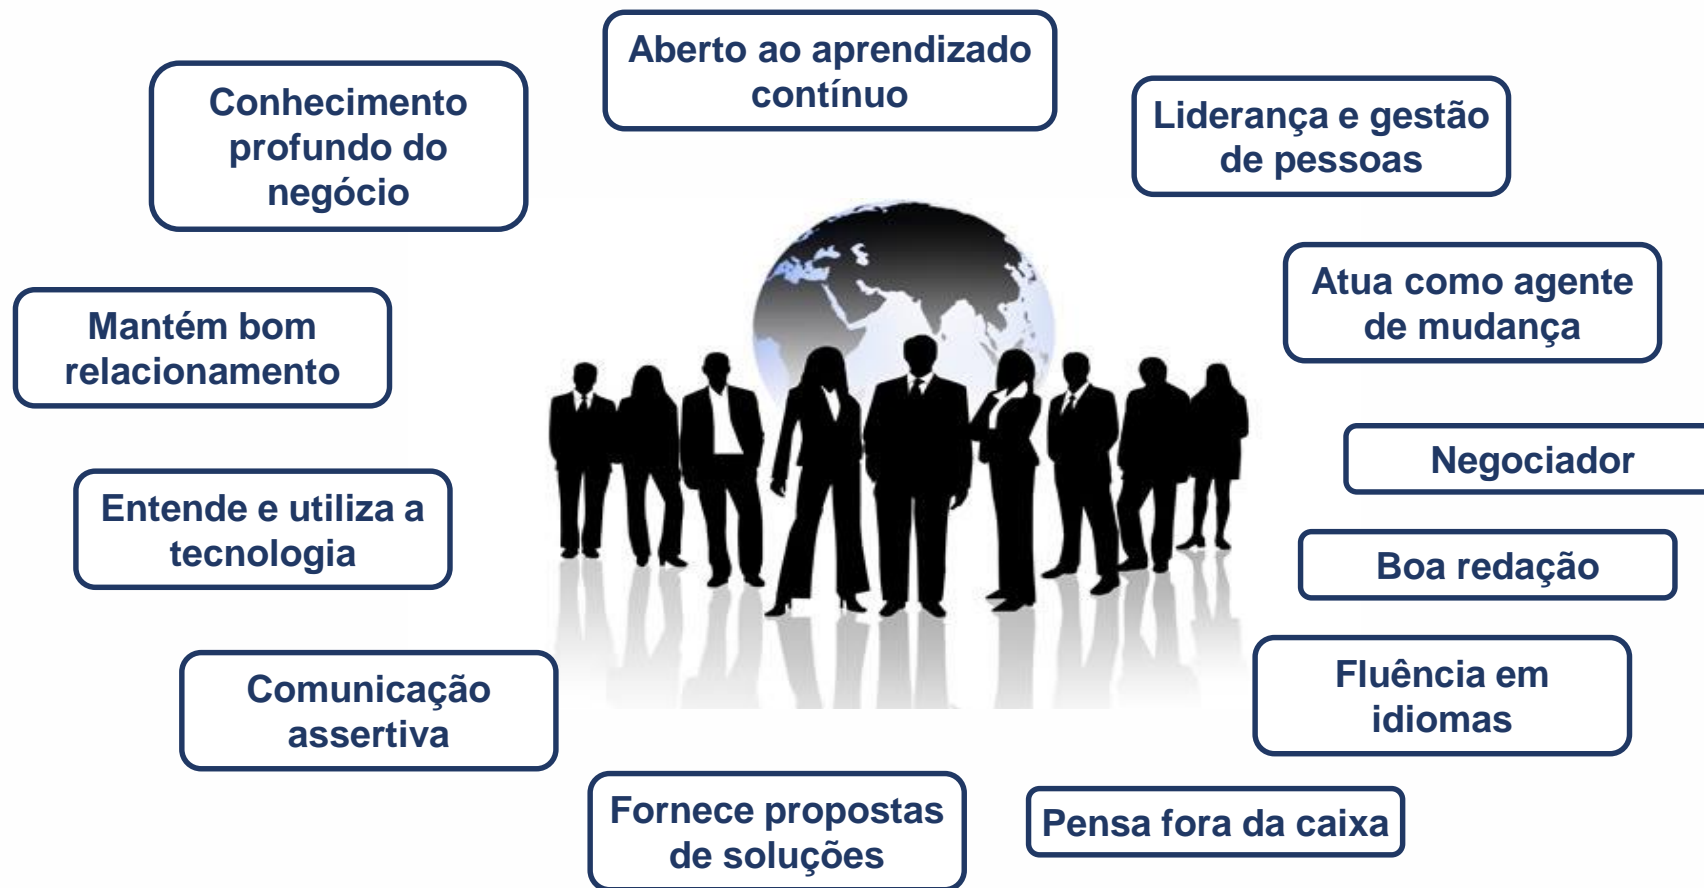 Aberto ao aprendizado
contínuo
Conhecimento
profundo do
negócio
Liderança e gestão
de pessoas
Mantém bom
relacionamento
Atua como agente
de mudança
Entende e utiliza a
tecnologia
Negociador
Boa redação
Comunicação
assertiva
Fluência em
idiomas
Fornece propostas
de soluções
Pensa fora da caixa